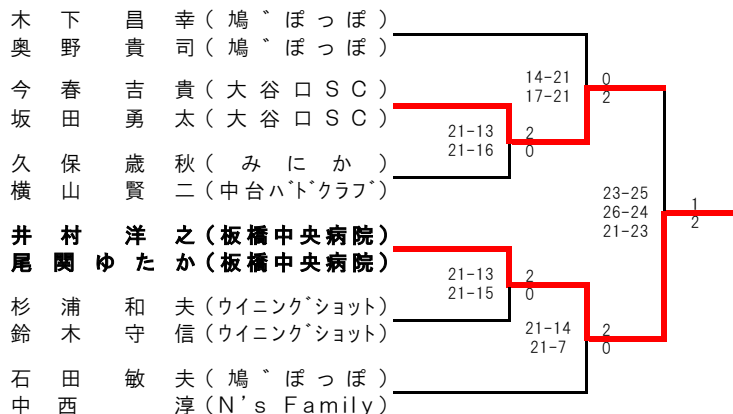 木下昌幸(鳩゛ぽっぽ)
奥野貴司(鳩゛ぽっぽ)
14-21 0
17-21 2
今春吉貴(大谷口SC)
坂田勇太(大谷口SC)
21-13 2
21-16 0
久保歳秋(みにか)
横山賢二(中台ハ゛ト゛クラフ゛)
23-25 1
26-24 2
21-23
井村洋之(板橋中央病院)
尾関ゆたか(板橋中央病院)
21-13 2
21-15 0
杉浦和夫(ウイニンク゛ショット)
鈴木守信(ウイニンク゛ショット)
21-14 2
21-7 0
石田敏夫(鳩゛ぽっぽ)
中西淳(N's Family)